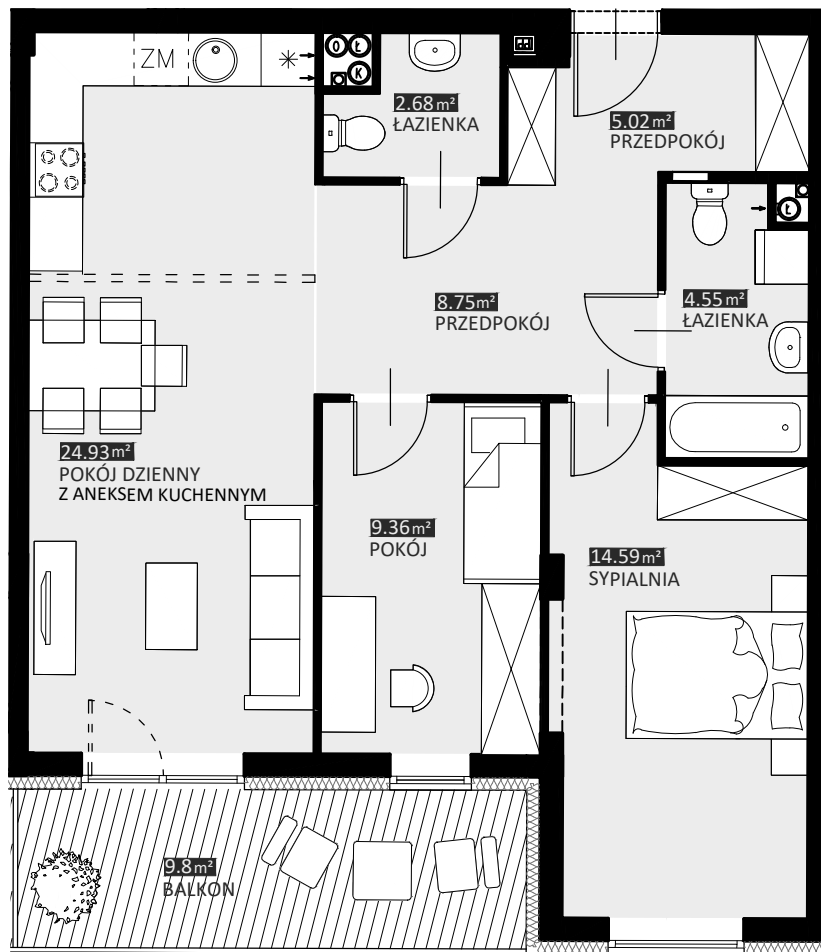 ZM
O Ł
K
2.68 m²
ŁAZIENKA
5.02 m²
PRZEDPOKÓJ
Ł
8.75 m²
PRZEDPOKÓJ
4.55 m²
ŁAZIENKA
24.93 m²
POKÓJ DZIENNY
Z ANEKSEM KUCHENNYM
9.36 m²
POKÓJ
14.59 m²
SYPIALNIA
9.8 m²
BALKON